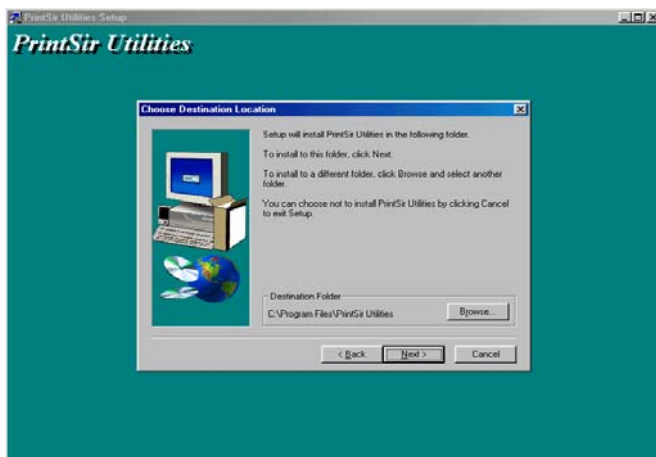 PrintSir Utilities Setup
PrintSir Utilities
Choose Destination Location
Setup will install PrintSir Utilities in the following folder.
To install to this folder, click Next.
To install to a different folder, click Browse and select another
folder.
You can choose not to install PrintSir Utilities by clicking Cancel
to exit Setup.
Destination Folder
C:\Program Files\PrintSir Utilities
Browse...
< Back
Next >
Cancel